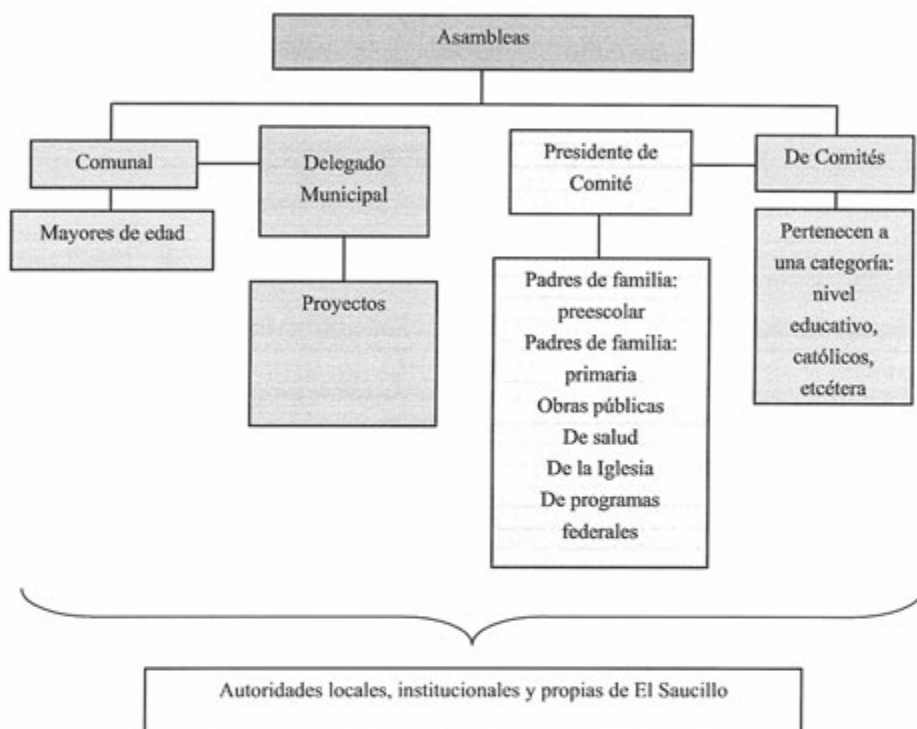 Asambleas
Comunal
Mayores de edad
Delegado
Municipal
Proyectos
Presidente de
Comité
Padres de familia:
preescolar
Padres de familia:
primaria
Obras públicas
De salud
De la Iglesia
De programas
federales
De Comités
Pertenecen a
una categoría:
nivel
educativo,
católicos,
etcétera
Autoridades locales, institucionales y propias de El Saucillo